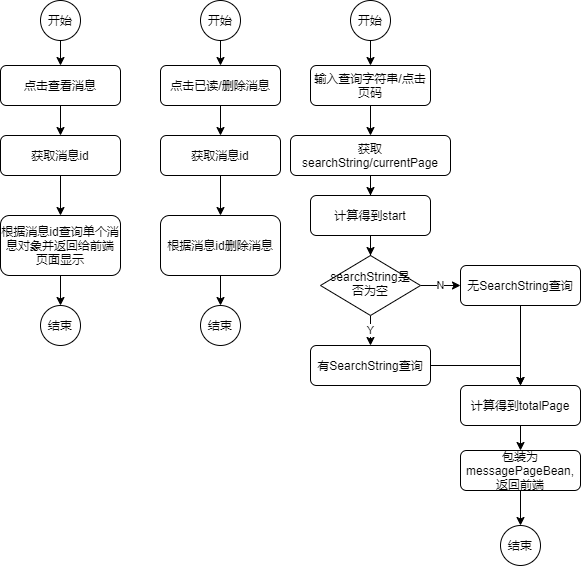 开始
点击查看消息
获取消息id
根据消息id查询单个消
息对象并返回给前端
页面显示
结束
开始
点击已读/删除消息
获取消息id
根据消息id删除消息
结束
开始
输入查询字符串/点击
页码
获取
searchString/currentPage
计算得到start
searchString是
否为空
N
无SearchString查询
Y
有SearchString查询
计算得到totalPage
包装为
messagePageBean,
返回前端
结束